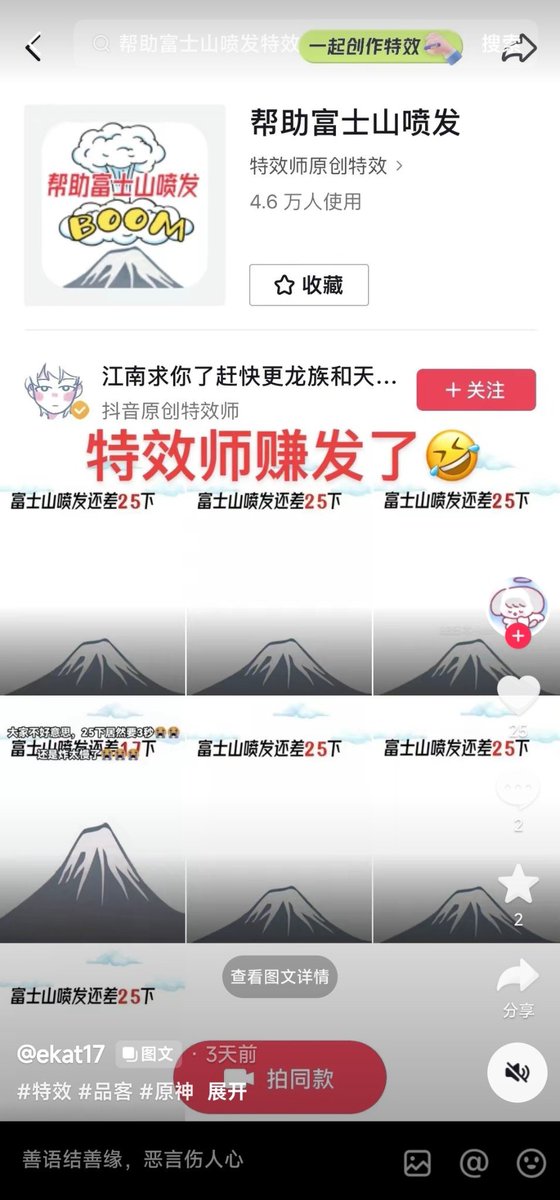 帮助富士山喷发特效
一起创作特效
搜索
帮助富士山喷发
BOOM
帮助富士山喷发
特效师原创特效
4.6 万人使用
收藏
江南求你了赶快更龙族和天...
抖音原创特效师
+ 关注
特效师赚发了
富士山喷发还差25下
富士山喷发还差25下
富士山喷发还差25下
大家不好意思，25下居然要3秒
富士山喷发还差17下
还是炸太慢了
富士山喷发还差25下
富士山喷发还差25下
25
2
2
富士山喷发还差25下
查看图文详情
分享
@ekat17 图文 · 3天前
拍同款
#特效 #品客 #原神 展开
善语结善缘，恶言伤人心